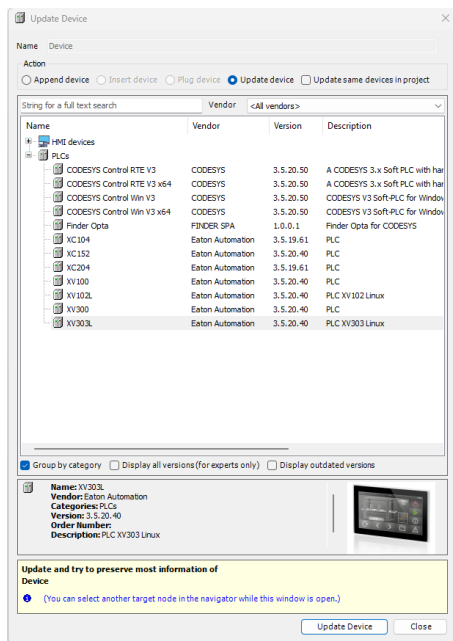 Update Device
Name Device
Action
Append device Insert device Plug device Update device Update same devices in project
String for a full text search Vendor <All vendors>
Name Vendor Version Description
HMI devices
PLCs
CODESYS Control RTE V3 CODESYS 3.5.20.50 A CODESYS 3.x Soft PLC with har
CODESYS Control RTE V3 x64 CODESYS 3.5.20.50 A CODESYS 3.x Soft PLC with har
CODESYS Control Win V3 CODESYS 3.5.20.50 CODESYS V3 Soft-PLC for Window
CODESYS Control Win V3 x64 CODESYS 3.5.20.50 CODESYS V3 Soft-PLC for Window
Finder Opta FINDER SPA 1.0.0.1 Finder Opta for CODESYS
XC104 Eaton Automation 3.5.19.61 PLC
XC152 Eaton Automation 3.5.20.40 PLC
XC204 Eaton Automation 3.5.19.61 PLC
XV100 Eaton Automation 3.5.20.40 PLC
XV102L Eaton Automation 3.5.20.40 PLC XV102 Linux
XV300 Eaton Automation 3.5.20.40 PLC
XV303L Eaton Automation 3.5.20.40 PLC XV303 Linux
Group by category Display all versions (for experts only) Display outdated versions
Name: XV303L
Vendor: Eaton Automation
Categories: PLCs
Version: 3.5.20.40
Order Number:
Description: PLC XV303 Linux
Update and try to preserve most information of
Device
(You can select another target node in the navigator while this window is open.)
Update Device Close